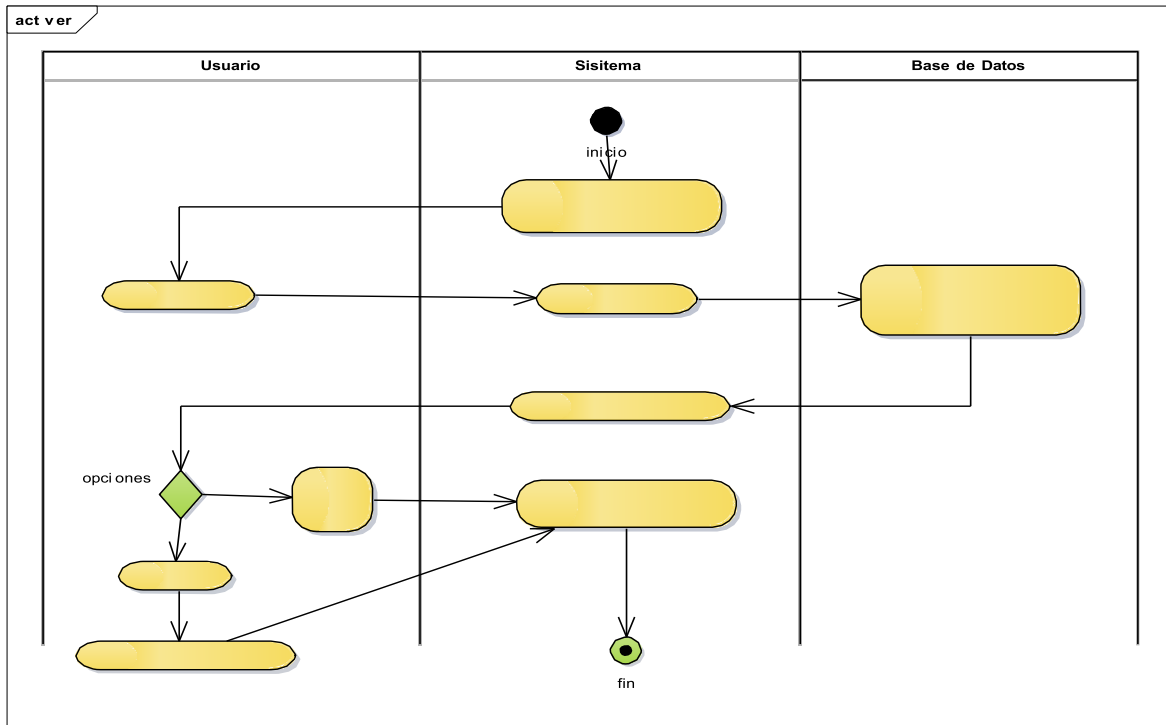 act ver
Usuario
Sisitema
Base de Datos
inicio
opciones
fin